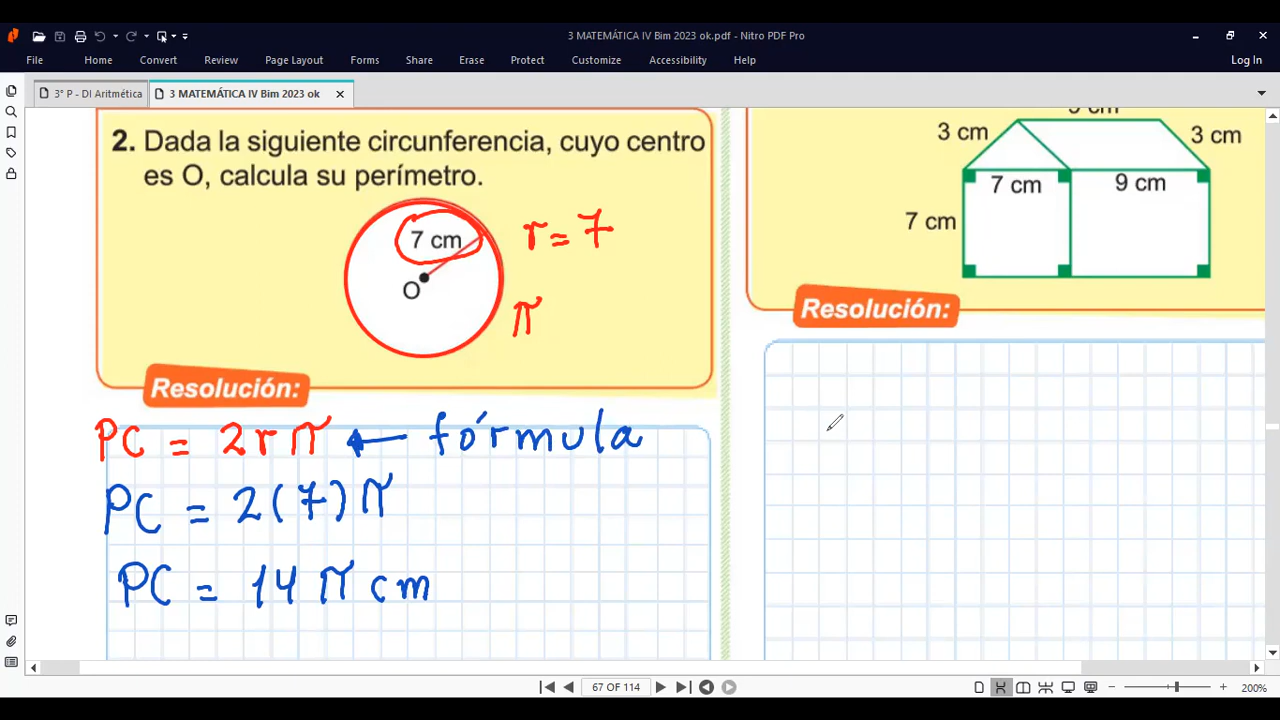 3 MATEMÁTICA IV Bim 2023 ok.pdf - Nitro PDF Pro
File Home Convert Review Page Layout Forms Share Erase Protect Customize Accessibility Help Log In
3° P - DI Aritmética
3 MATEMÁTICA IV Bim 2023 ok
2. Dada la siguiente circunferencia, cuyo centro
es O, calcula su perímetro.
7 cm
O
r = 7
π
Resolución:
PC = 2rπ ← fórmula
PC = 2(7)π
PC = 14π cm
3 cm
3 cm
7 cm
9 cm
7 cm
Resolución:
67 OF 114
200%